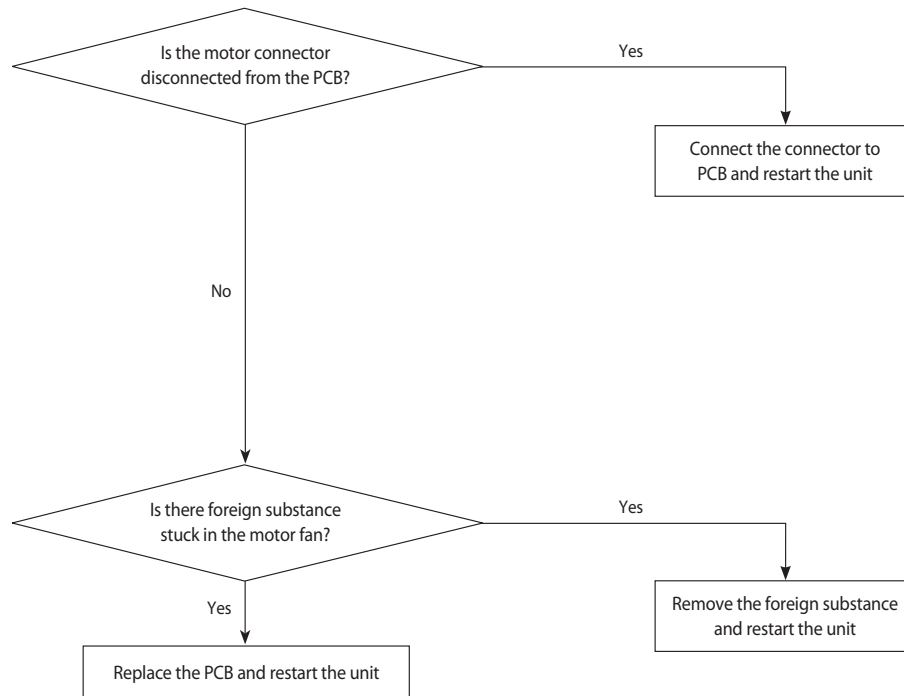 Is the motor connector
disconnected from the PCB?
Yes
Connect the connector to
PCB and restart the unit
No
Is there foreign substance
stuck in the motor fan?
Yes
Remove the foreign substance
and restart the unit
Yes
Replace the PCB and restart the unit